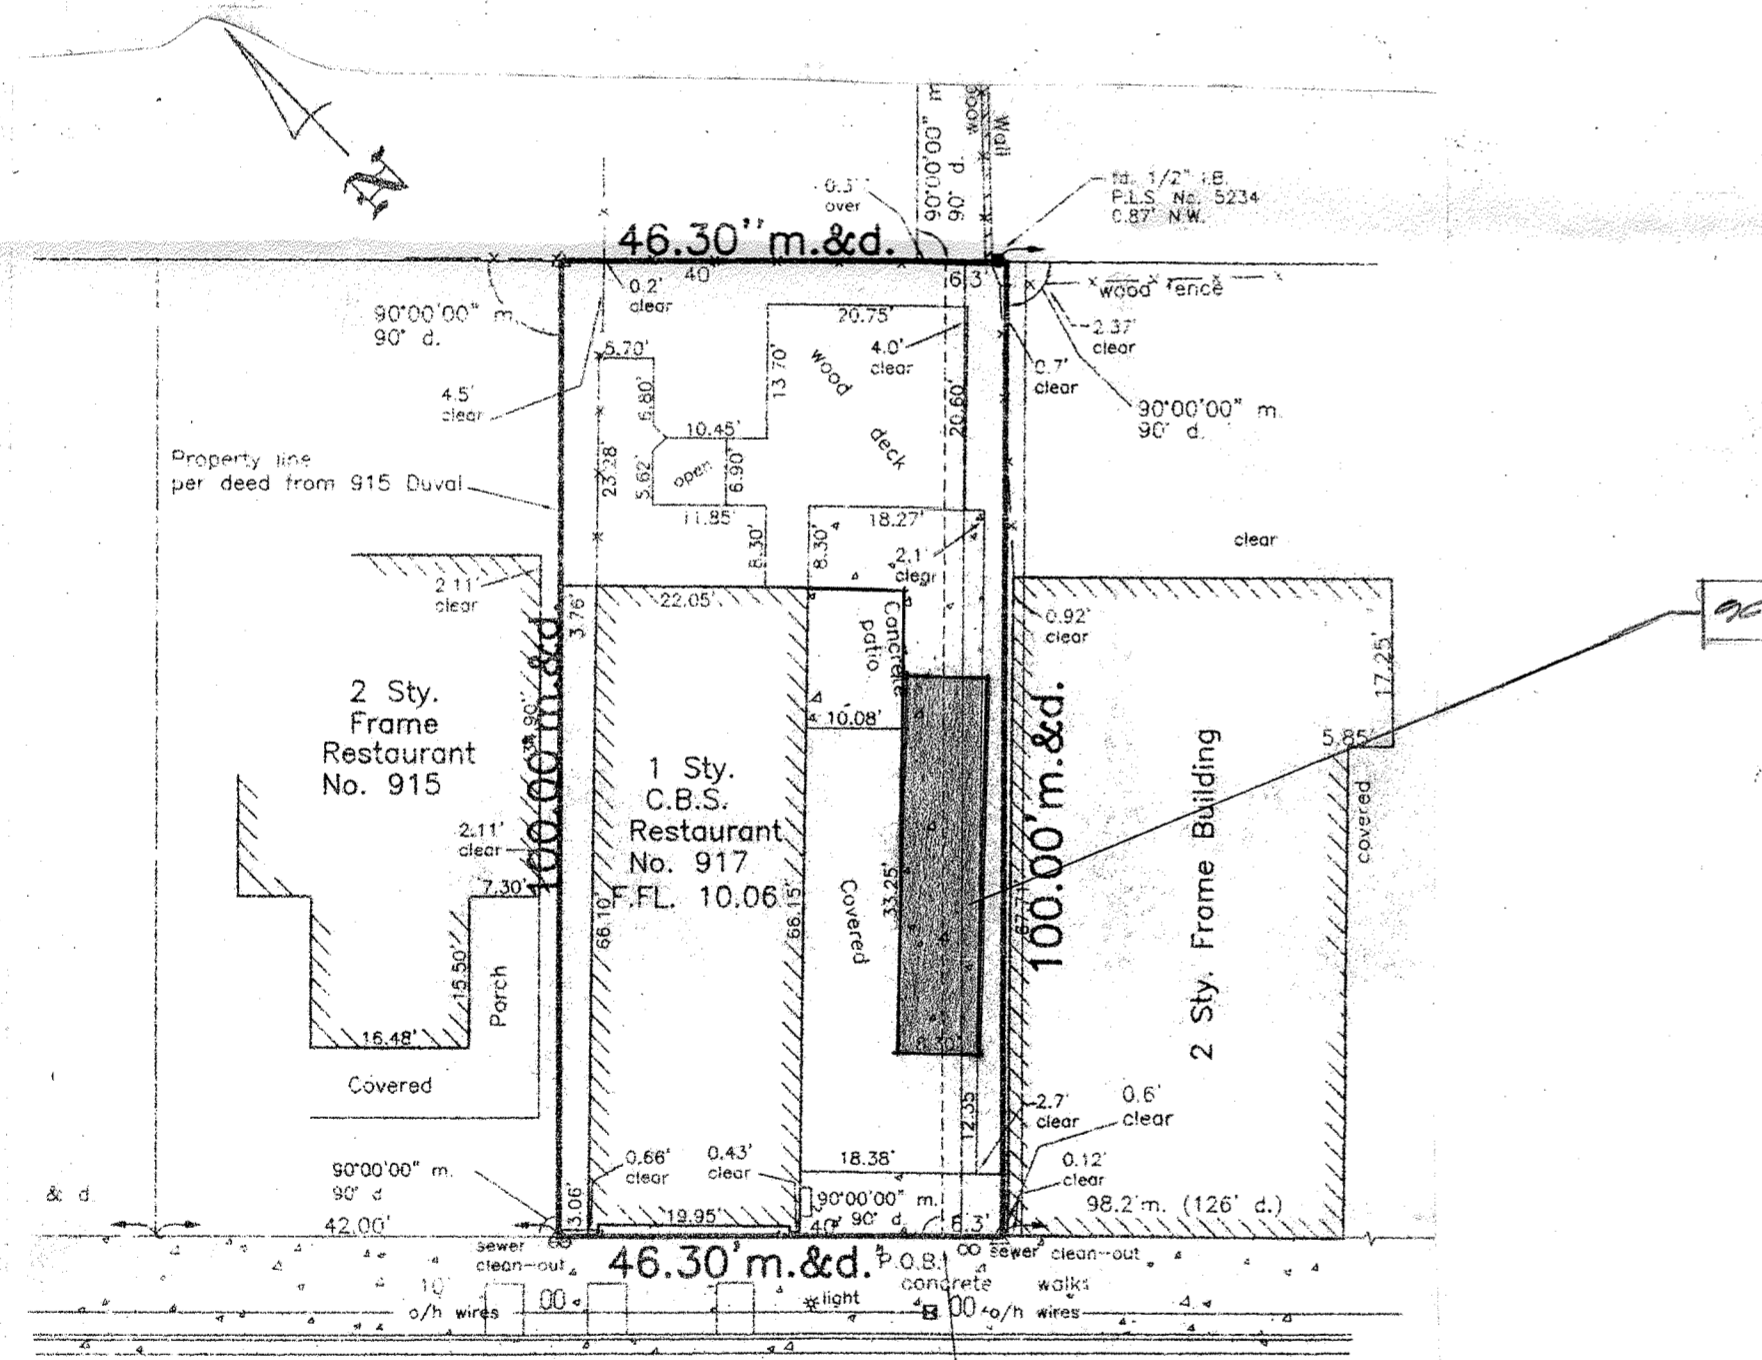 N
90°00'00" m
90° d.
wood
Wall
0.3'
over
fd. 1/2" I.B.
P.L.S. No. 5234
0.87' N.W.
46.30'' m.&d.
40'
6.3'
0.2'
clear
wood fence
90°00'00" m.
90° d.
20.75'
2.37'
clear
4.0'
clear
0.7'
clear
5.70'
wood
deck
13.70'
6.80'
20.60'
4.5'
clear
90°00'00" m.
90° d.
10.45'
open
23.28'
5.62'
6.90'
Property line
per deed from 915 Duval
11.85'
18.27'
8.30'
8.30'
2.1'
clear
clear
2.11'
clear
3.76'
22.05'
Concrete
patio
0.92'
clear
17.25'
2 Sty.
Frame
Restaurant
No. 915
100.00'm.&d.
10.08'
5.85'
1 Sty.
C.B.S.
Restaurant
No. 917
F.FL. 10.06
66.10'
66.15'
Covered
33.25'
100.00'm.&d.
2 Sty. Frame Building
covered
2.11'
clear
7.30'
15.50'
Porch
16.48'
Covered
12.35'
2.7'
clear
0.6'
clear
0.66'
clear
0.43'
clear
18.38'
0.12'
clear
90°00'00" m.
90° d
& d.
3.06'
19.95'
90°00'00" m.
90° d
40'
6.3'
98.2'm. (126' d.)
42.00'
sewer
clean-out
46.30'm.&d.
P.O.B.
sewer clean-out
concrete walks
10'
o/h wires
light
o/h wires